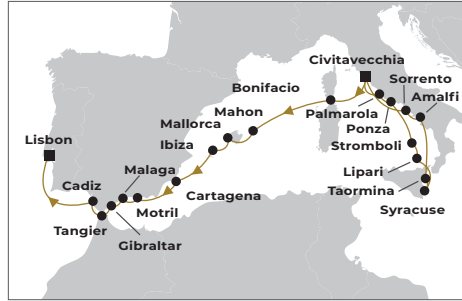 Civitavecchia
Sorrento
Bonifacio
Amalfi
Mahon
Palmarola
Mallorca
Ponza
Lisbon
Ibiza
Stromboli
Malaga
Lipari
Cadiz
Cartagena
Taormina
Motril
Syracuse
Tangier
Gibraltar